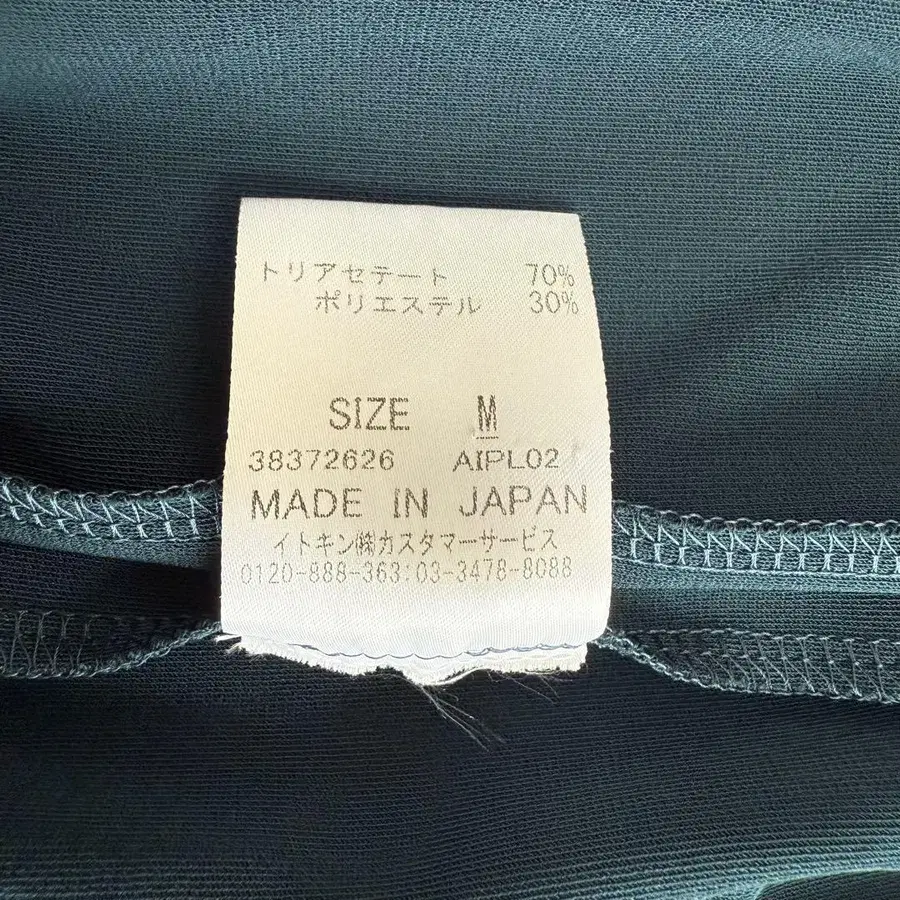 トリアセテート 70%
ポリエステル 30%
SIZE M
38372626 AIPL02
MADE IN JAPAN
イトキン㈱カスタマーサービス
0120-888-363:03-3478-8088